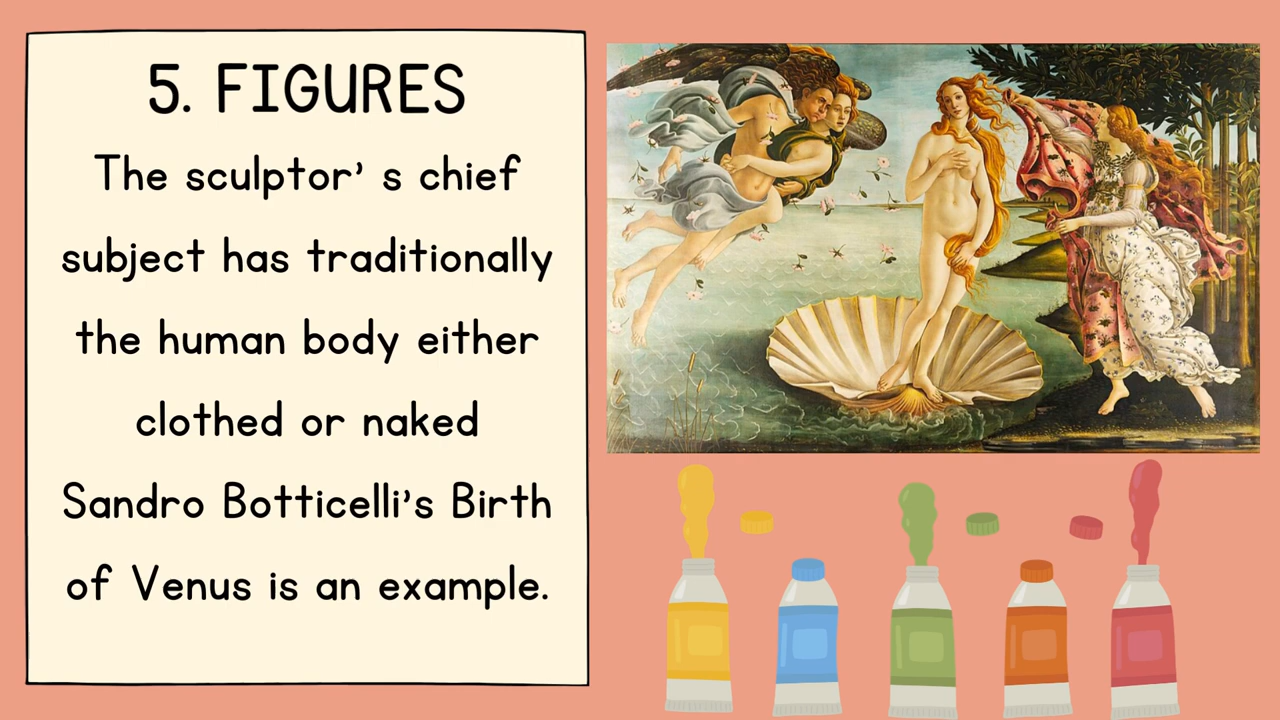 5. FIGURES
The sculptor’ s chief
subject has traditionally
the human body either
clothed or naked
Sandro Botticelli’s Birth
of Venus is an example.